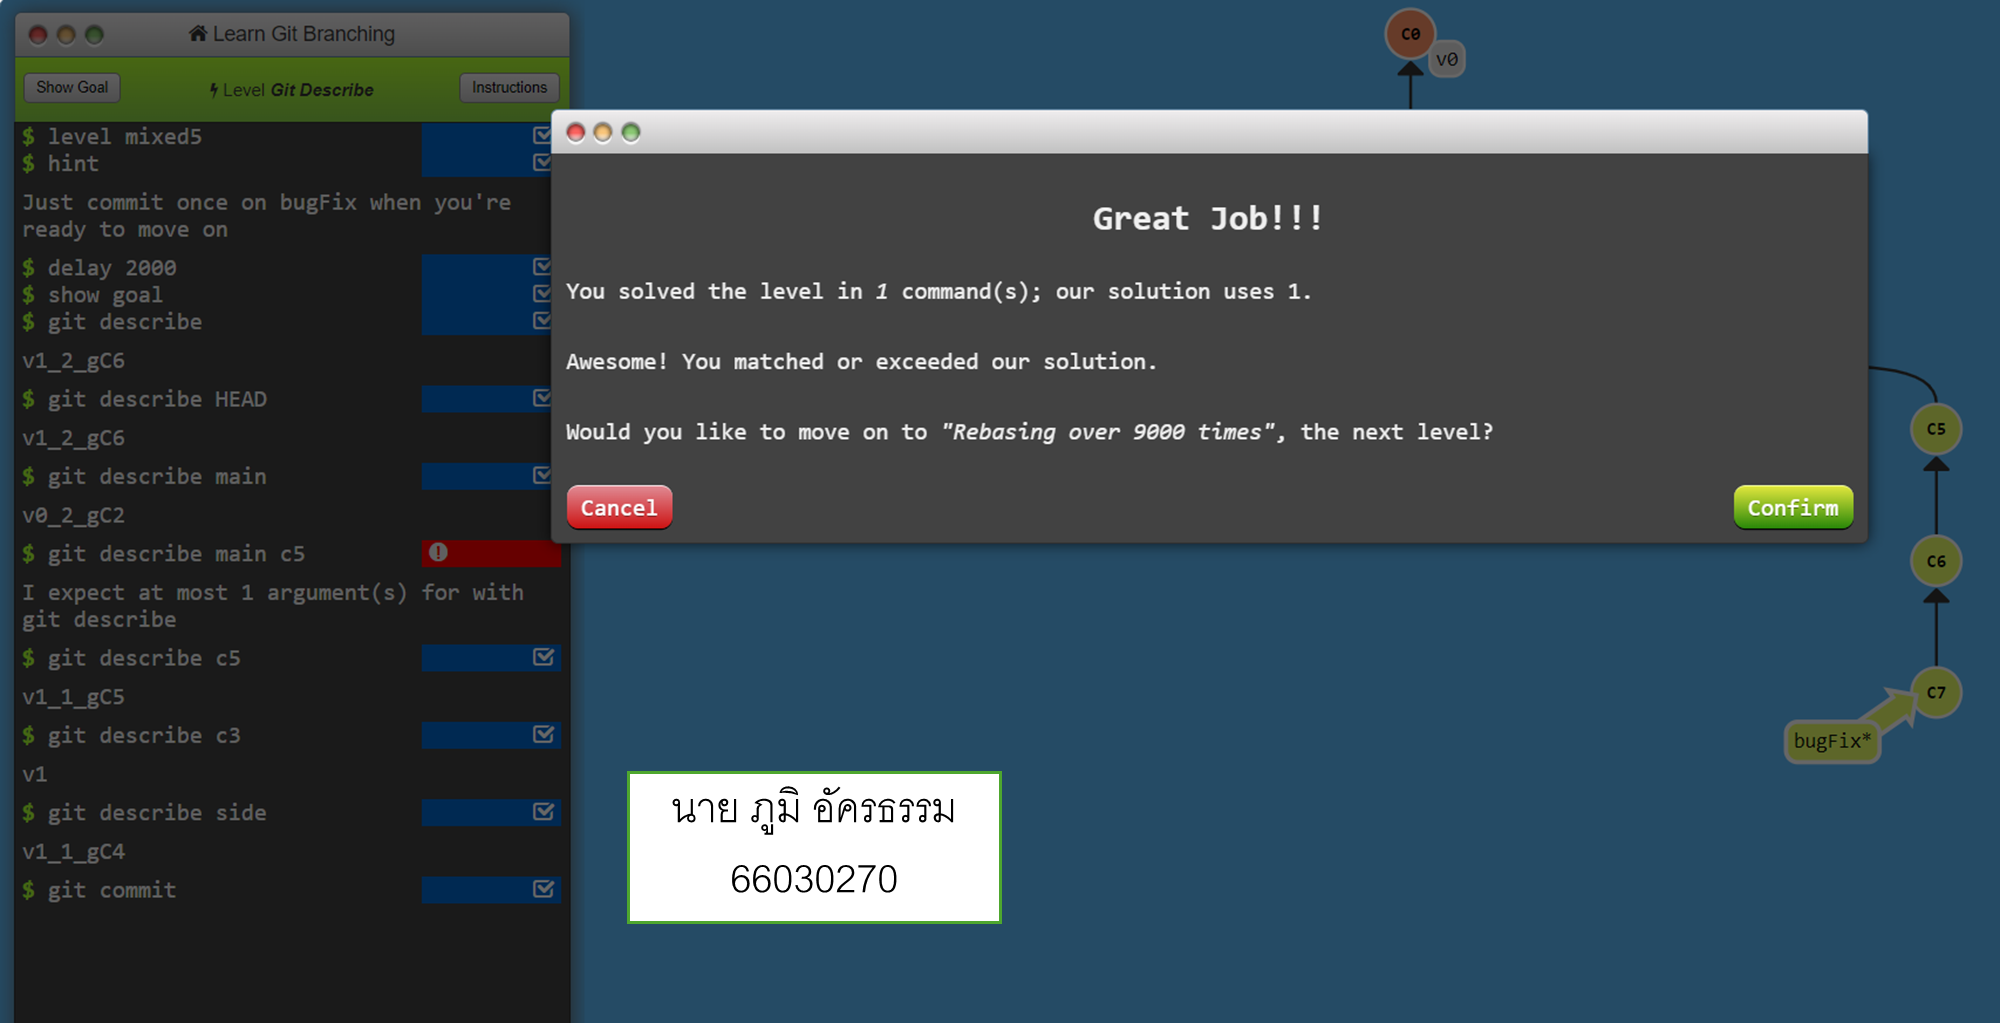 Learn Git Branching
Show Goal
Level Git Describe
Instructions
$ level mixed5
$ hint
Just commit once on bugFix when you're
ready to move on
$ delay 2000
$ show goal
$ git describe
v1_2_gC6
$ git describe HEAD
v1_2_gC6
$ git describe main
v0_2_gC2
$ git describe main c5
I expect at most 1 argument(s) for with
git describe
$ git describe c5
v1_1_gC5
$ git describe c3
v1
$ git describe side
v1_1_gC4
$ git commit
C0
v0
Great Job!!!
You solved the level in 1 command(s); our solution uses 1.
Awesome! You matched or exceeded our solution.
Would you like to move on to "Rebasing over 9000 times", the next level?
Cancel
Confirm
C5
C6
C7
bugFix*
นาย ภูมิ อัครธรรม
66030270